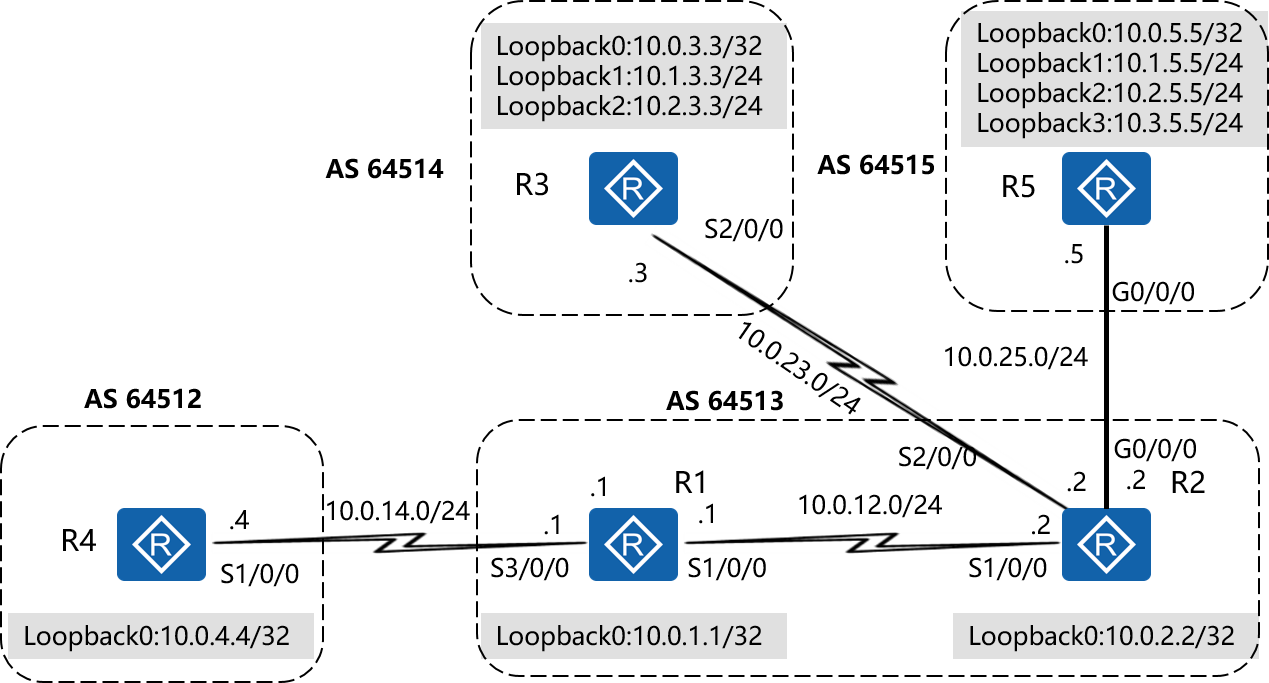 Loopback0:10.0.3.3/32
Loopback1:10.1.3.3/24
Loopback2:10.2.3.3/24
Loopback0:10.0.5.5/32
Loopback1:10.1.5.5/24
Loopback2:10.2.5.5/24
Loopback3:10.3.5.5/24
AS 64514
R3
R
S2/0/0
.3
AS 64515
R5
R
.5
G0/0/0
10.0.23.0/24
10.0.25.0/24
AS 64512
AS 64513
R4
R
.4
S1/0/0
10.0.14.0/24
.1
.1
S3/0/0
R
R1
.1
S1/0/0
10.0.12.0/24
S2/0/0
.2
G0/0/0
.2
R2
.2
S1/0/0
R
Loopback0:10.0.4.4/32
Loopback0:10.0.1.1/32
Loopback0:10.0.2.2/32